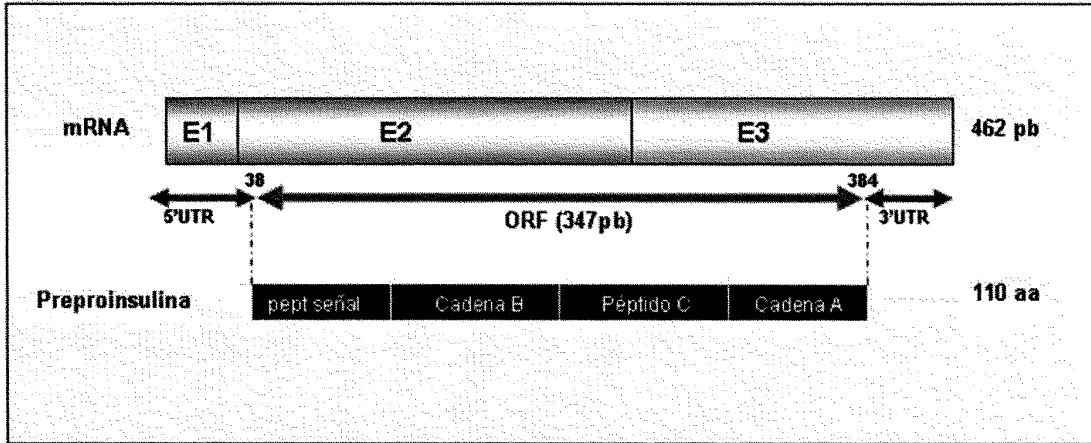 mRNA E1 E2 E3 462 pb
38 384
5'UTR ORF (347pb) 3'UTR
Preproinsulina pept señal Cadena B Péptido C Cadena A 110 aa